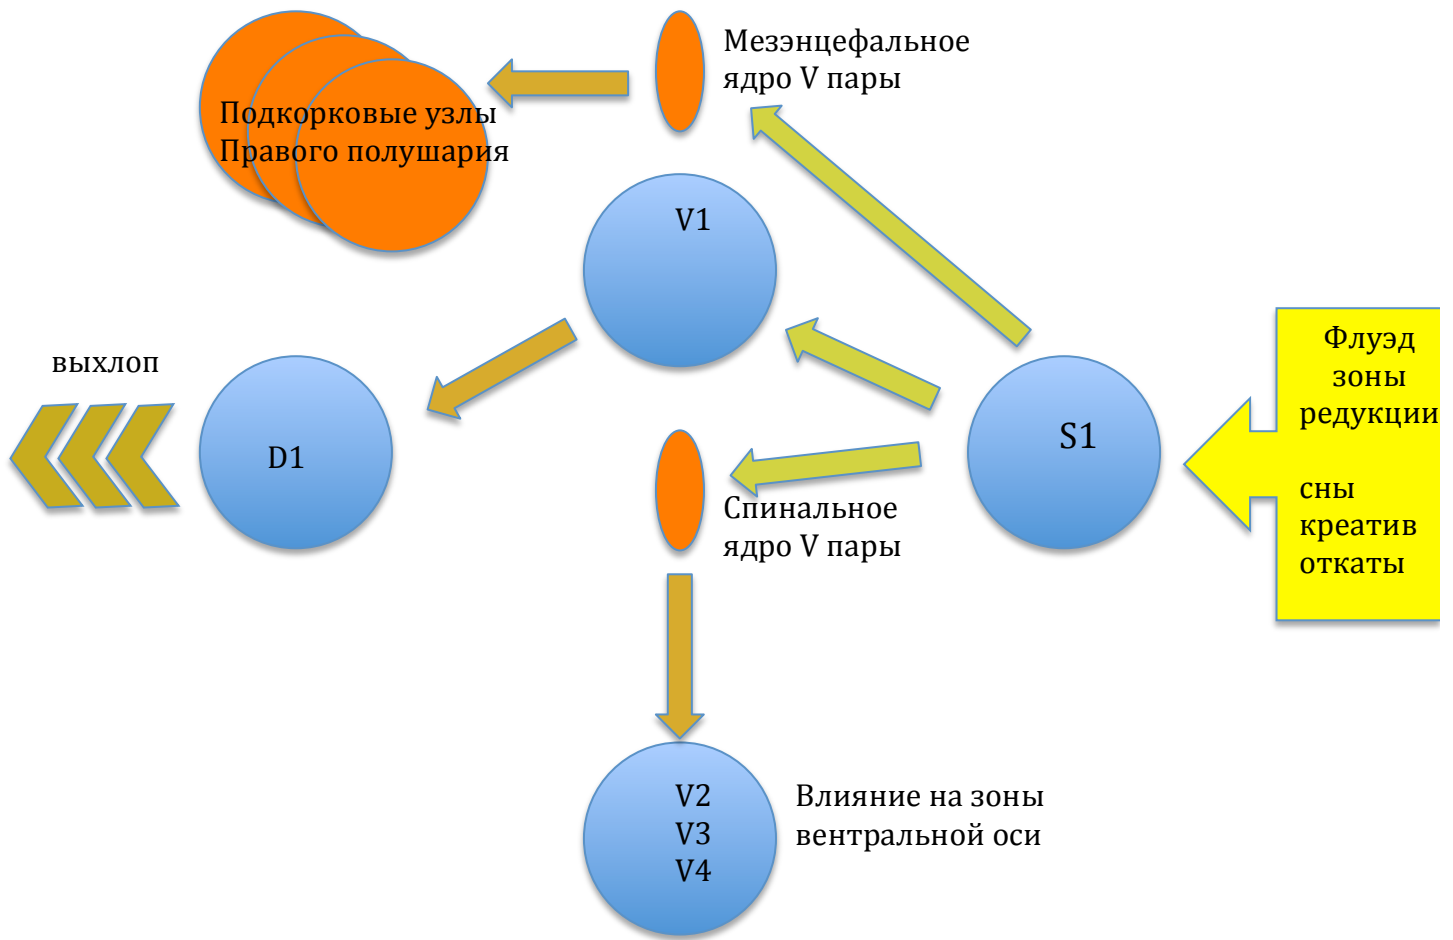 Мезэнцефальное
ядро V пары
Подкорковые узлы
Правого полушария
V1
Флуэд
зоны
редукции
сны
креатив
откаты
выхлоп
D1
S1
Спинальное
ядро V пары
V2
V3
V4
Влияние на зоны
вентральной оси